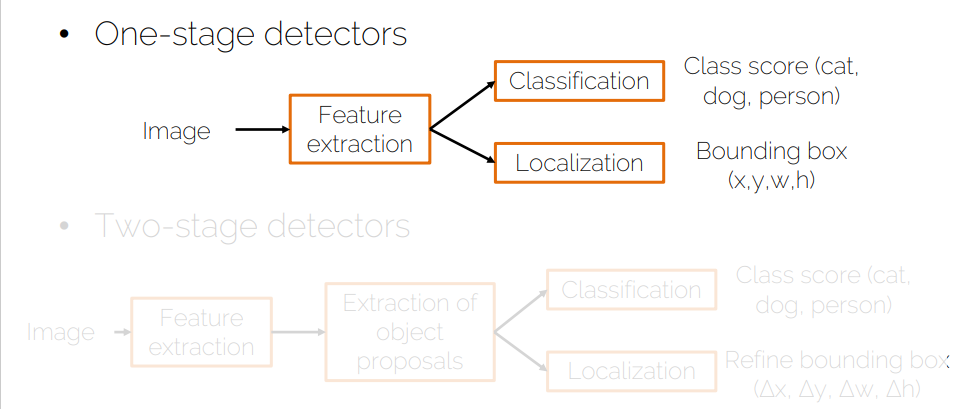 • One-stage detectors
Image
Feature
extraction
Classification
Class score (cat,
dog, person)
Localization
Bounding box
(x,y,w,h)
• Two-stage detectors
Image
Feature
extraction
Extraction of
object
proposals
Classification
Class score (cat,
dog, person)
Localization
Refine bounding box
(Δx, Δy, Δw, Δh)